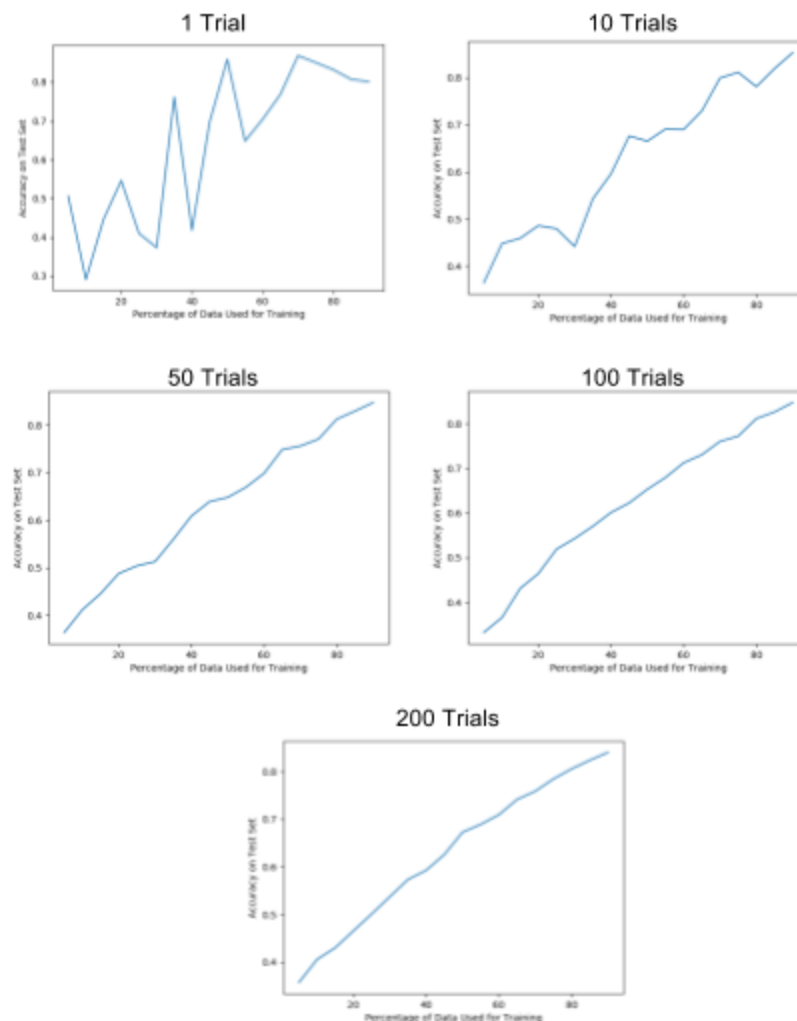 1 Trial
Accuracy on Test Set
0.8
0.7
0.6
0.5
0.4
0.3
20 40 60 80
Percentage of Data Used for Training
10 Trials
Accuracy on Test Set
0.8
0.7
0.6
0.5
0.4
20 40 60 80
Percentage of Data Used for Training
50 Trials
Accuracy on Test Set
0.8
0.7
0.6
0.5
0.4
20 40 60 80
Percentage of Data Used for Training
100 Trials
Accuracy on Test Set
0.8
0.7
0.6
0.5
0.4
20 40 60 80
Percentage of Data Used for Training
200 Trials
Accuracy on Test Set
0.8
0.7
0.6
0.5
0.4
20 40 60 80
Percentage of Data Used for Training